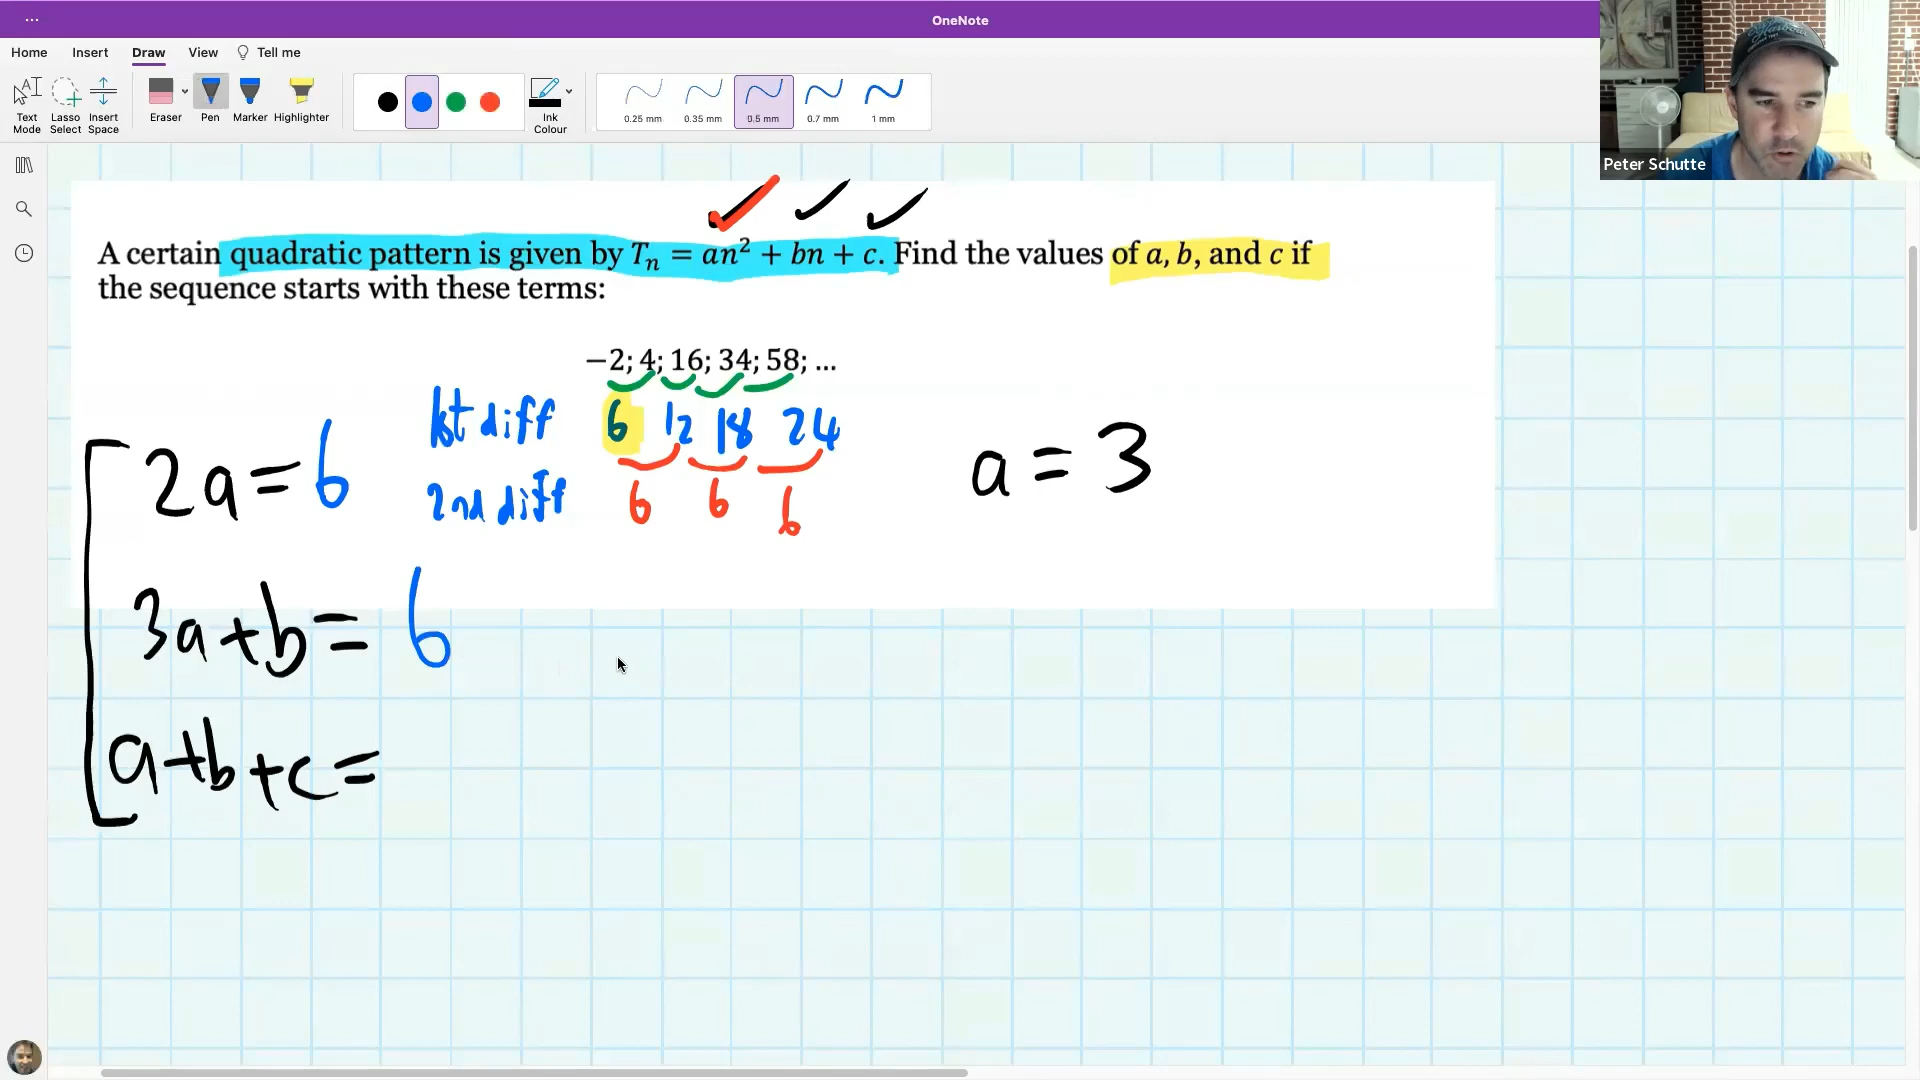 OneNote
Home Insert Draw View Tell me
Text Mode Lasso Select Insert Space Eraser Pen Marker Highlighter Ink Colour 0.25 mm 0.35 mm 0.5 mm 0.7 mm 1 mm
Peter Schutte
A certain quadratic pattern is given by Tₙ = an² + bn + c. Find the values of a, b, and c if
the sequence starts with these terms:
−2; 4; 16; 34; 58; ...
1st diff 6 12 18 24
2a = 6 a = 3
2nd diff 6 6 6
3a + b = 6
a + b + c =